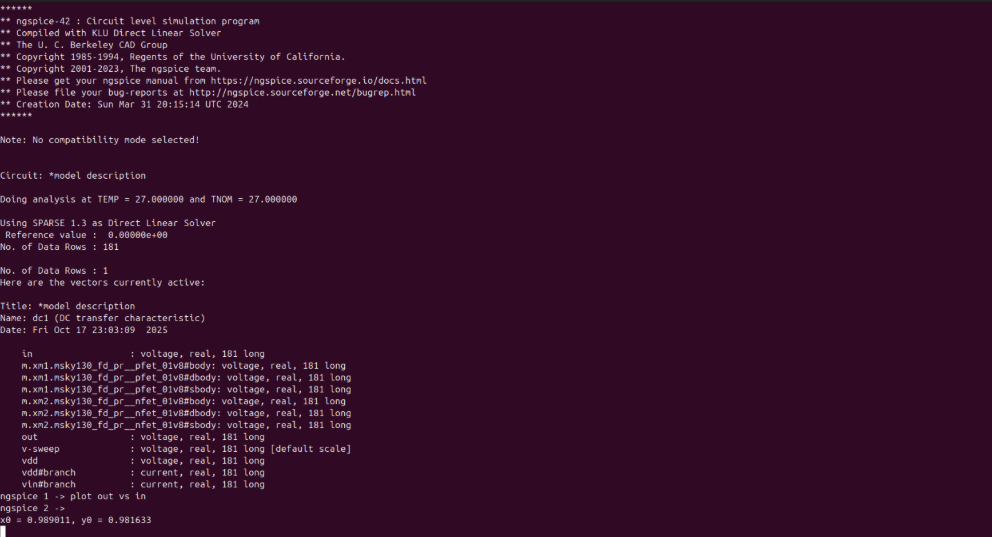 ******
** ngspice-42 : Circuit level simulation program
** Compiled with KLU Direct Linear Solver
** The U. C. Berkeley CAD Group
** Copyright 1985-1994, Regents of the University of California.
** Copyright 2001-2023, The ngspice team.
** Please get your ngspice manual from https://ngspice.sourceforge.io/docs.html
** Please file your bug-reports at http://ngspice.sourceforge.net/bugrep.html
** Creation Date: Sun Mar 31 20:15:14 UTC 2024
******
Note: No compatibility mode selected!
Circuit: *model description
Doing analysis at TEMP = 27.000000 and TNOM = 27.000000
Using SPARSE 1.3 as Direct Linear Solver
Reference value :  0.00000e+00
No. of Data Rows : 181
No. of Data Rows : 1
Here are the vectors currently active:
Title: *model description
Name: dc1 (DC transfer characteristic)
Date: Fri Oct 17 23:03:09  2025
in                  : voltage, real, 181 long
m.xm1.msky130_fd_pr__pfet_01v8#body: voltage, real, 181 long
m.xm1.msky130_fd_pr__pfet_01v8#dbody: voltage, real, 181 long
m.xm1.msky130_fd_pr__pfet_01v8#sbody: voltage, real, 181 long
m.xm2.msky130_fd_pr__nfet_01v8#body: voltage, real, 181 long
m.xm2.msky130_fd_pr__nfet_01v8#dbody: voltage, real, 181 long
m.xm2.msky130_fd_pr__nfet_01v8#sbody: voltage, real, 181 long
out                 : voltage, real, 181 long
v-sweep             : voltage, real, 181 long [default scale]
vdd                 : voltage, real, 181 long
vdd#branch          : current, real, 181 long
vin#branch          : current, real, 181 long
ngspice 1 -> plot out vs in
ngspice 2 ->
x0 = 0.989011, y0 = 0.981633